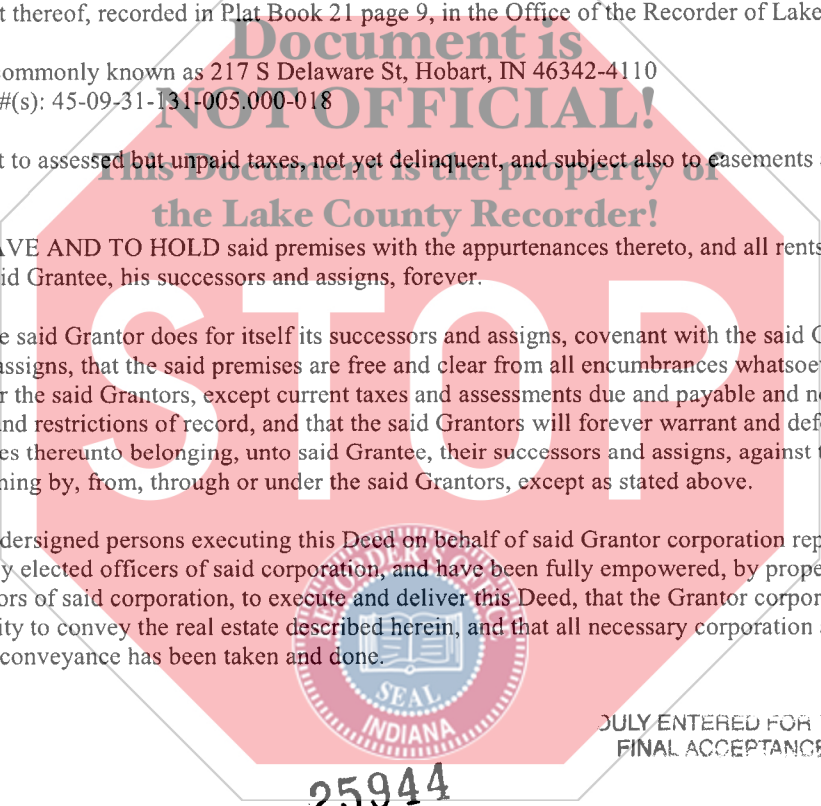 t thereof, recorded in Plat Book 21 page 9, in the Office of the Recorder of Lake
Document is
ommonly known as 217 S Delaware St, Hobart, IN 46342-4110
NOT OFFICIAL!
#(s): 45-09-31-131-005.000-018
t to assessed but unpaid taxes, not yet delinquent, and subject also to easements
This Document is the property of
the Lake County Recorder!
AVE AND TO HOLD said premises with the appurtenances thereto, and all rents
id Grantee, his successors and assigns, forever.
STOP
e said Grantor does for itself its successors and assigns, covenant with the said G
assigns, that the said premises are free and clear from all encumbrances whatsoev
r the said Grantors, except current taxes and assessments due and payable and n
nd restrictions of record, and that the said Grantors will forever warrant and def
es thereunto belonging, unto said Grantee, their successors and assigns, against t
ning by, from, through or under the said Grantors, except as stated above.
dersigned persons executing this Deed on behalf of said Grantor corporation rep
y elected officers of said corporation, and have been fully empowered, by prope
ors of said corporation, to execute and deliver this Deed, that the Grantor corpor
ity to convey the real estate described herein, and that all necessary corporation
conveyance has been taken and done.
RECORDER'S
SEAL
INDIANA
DULY ENTERED FOR
FINAL ACCEPTANCE
25944